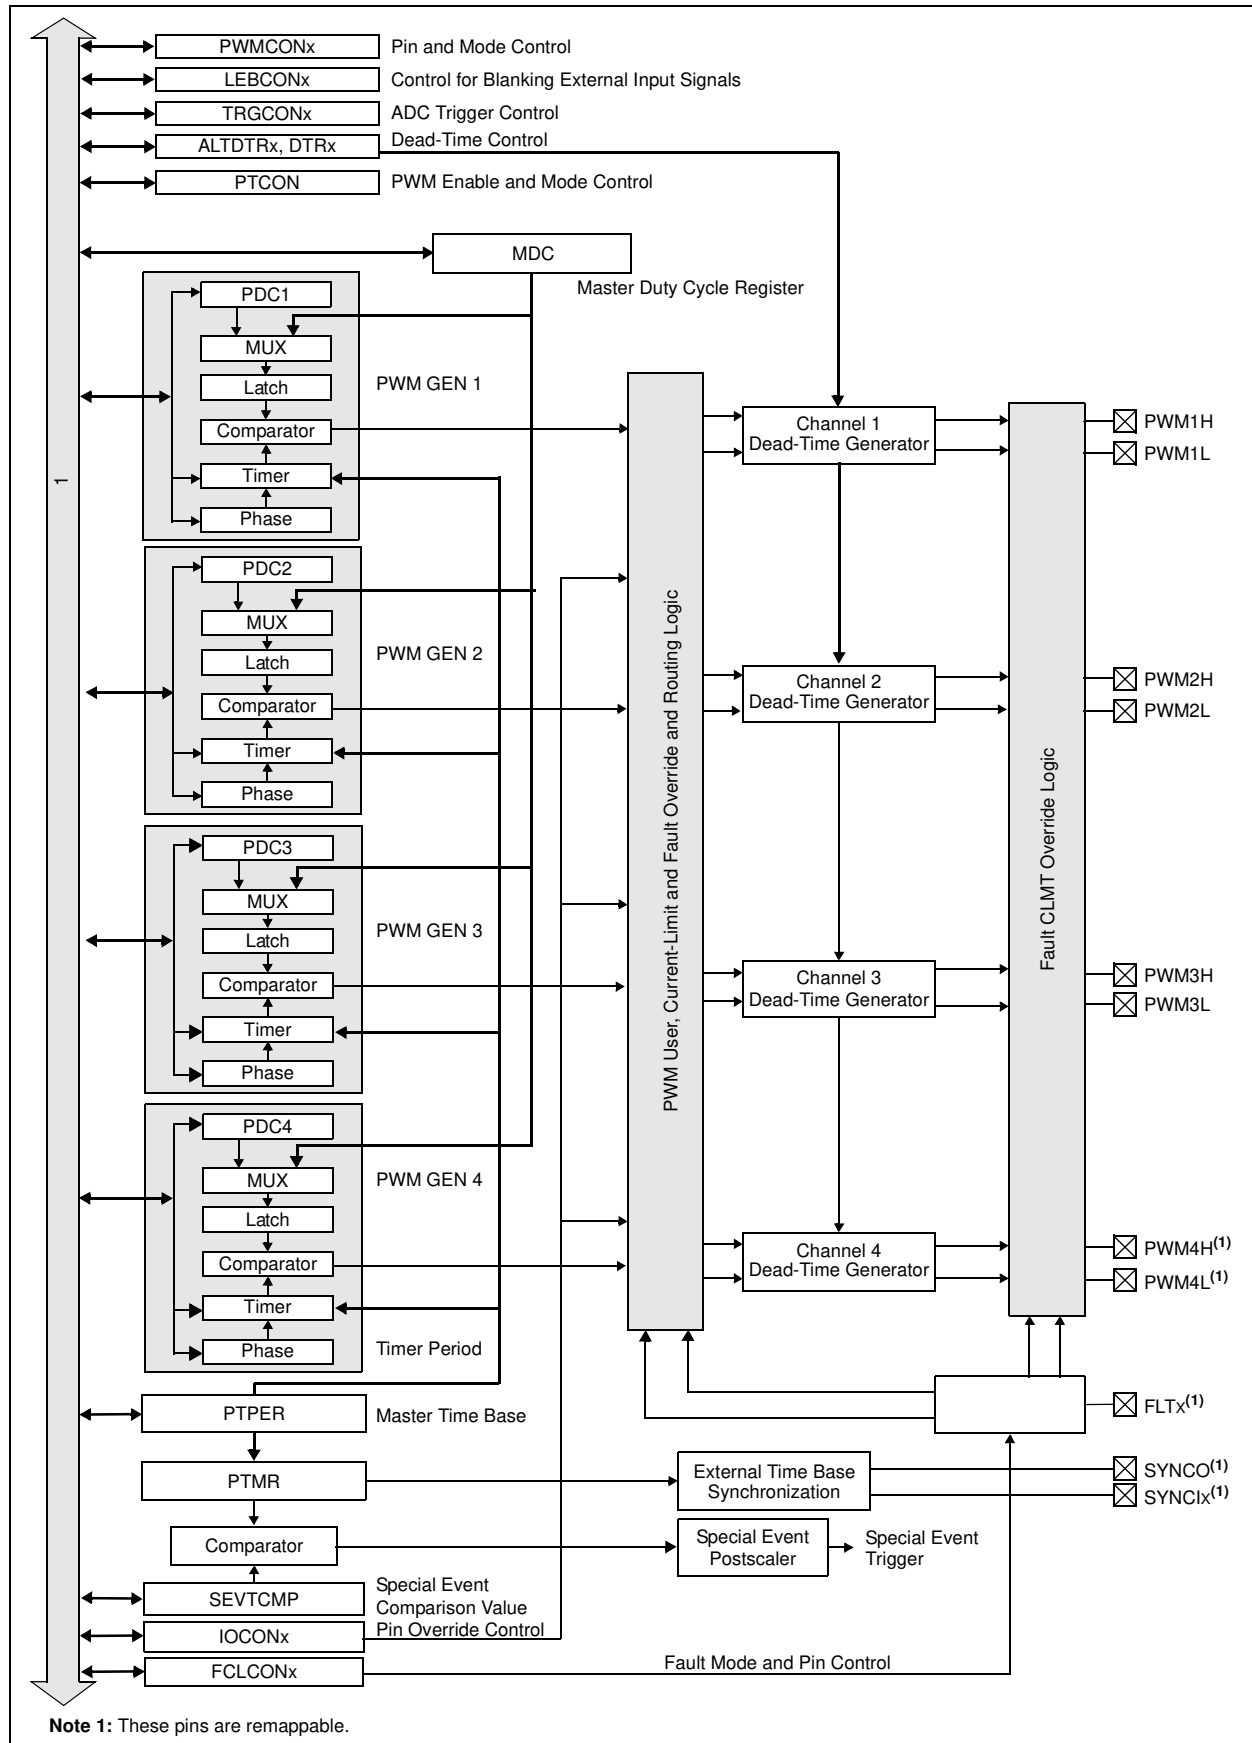 PWMCONx Pin and Mode Control
LEBCONx Control for Blanking External Input Signals
TRGCONx ADC Trigger Control
ALTDTRx, DTRx Dead-Time Control
PTCON PWM Enable and Mode Control
MDC
Master Duty Cycle Register
PDC1
MUX
Latch
PWM GEN 1
Comparator
Timer
Phase
1
PDC2
MUX
Latch
PWM GEN 2
Comparator
Timer
Phase
PDC3
MUX
Latch
PWM GEN 3
Comparator
Timer
Phase
PDC4
MUX
Latch
PWM GEN 4
Comparator
Timer
Phase
Timer Period
PWM User, Current-Limit and Fault Override and Routing Logic
Channel 1
Dead-Time Generator
Channel 2
Dead-Time Generator
Channel 3
Dead-Time Generator
Channel 4
Dead-Time Generator
Fault CLMT Override Logic
PWM1H
PWM1L
PWM2H
PWM2L
PWM3H
PWM3L
PWM4H(1)
PWM4L(1)
PTPER Master Time Base
FLTx(1)
PTMR
External Time Base
Synchronization
SYNCO(1)
SYNCIx(1)
Comparator
Special Event
Postscaler
Special Event
Trigger
SEVTCMP
Special Event
Comparison Value
IOCONx Pin Override Control
FCLCONx Fault Mode and Pin Control
Note 1: These pins are remappable.